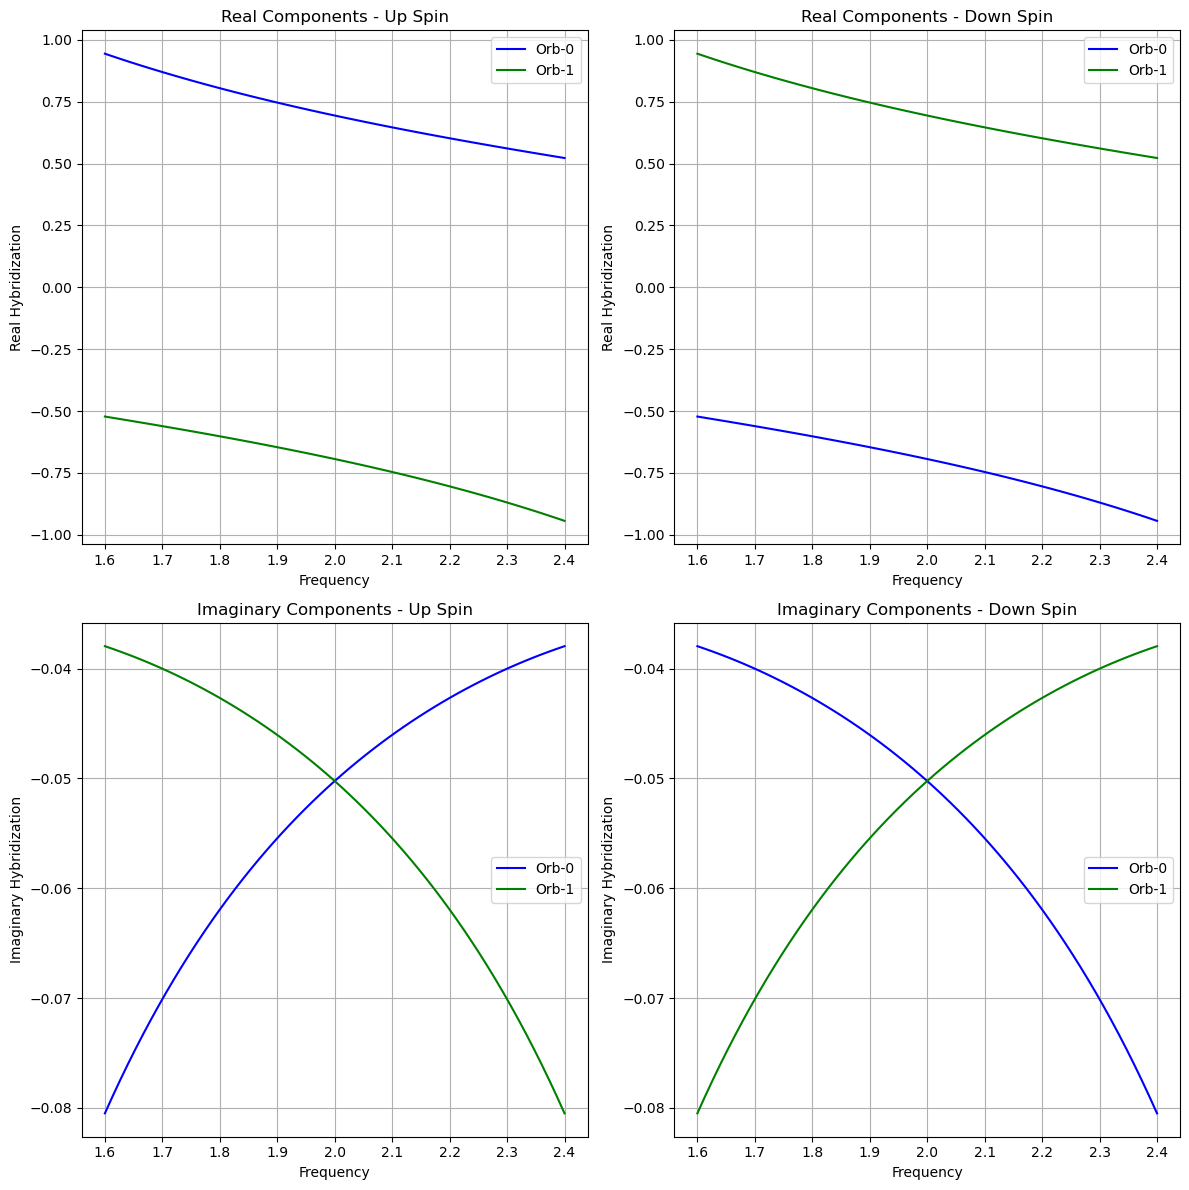 Real Components - Up Spin
1.00
0.75
0.50
0.25
0.00
−0.25
−0.50
−0.75
−1.00
Real Hybridization
Orb-0
Orb-1
1.6 1.7 1.8 1.9 2.0 2.1 2.2 2.3 2.4
Frequency
Real Components - Down Spin
1.00
0.75
0.50
0.25
0.00
−0.25
−0.50
−0.75
−1.00
Real Hybridization
Orb-0
Orb-1
1.6 1.7 1.8 1.9 2.0 2.1 2.2 2.3 2.4
Frequency
Imaginary Components - Up Spin
−0.04
−0.05
−0.06
−0.07
−0.08
Imaginary Hybridization
Orb-0
Orb-1
1.6 1.7 1.8 1.9 2.0 2.1 2.2 2.3 2.4
Frequency
Imaginary Components - Down Spin
−0.04
−0.05
−0.06
−0.07
−0.08
Imaginary Hybridization
Orb-0
Orb-1
1.6 1.7 1.8 1.9 2.0 2.1 2.2 2.3 2.4
Frequency